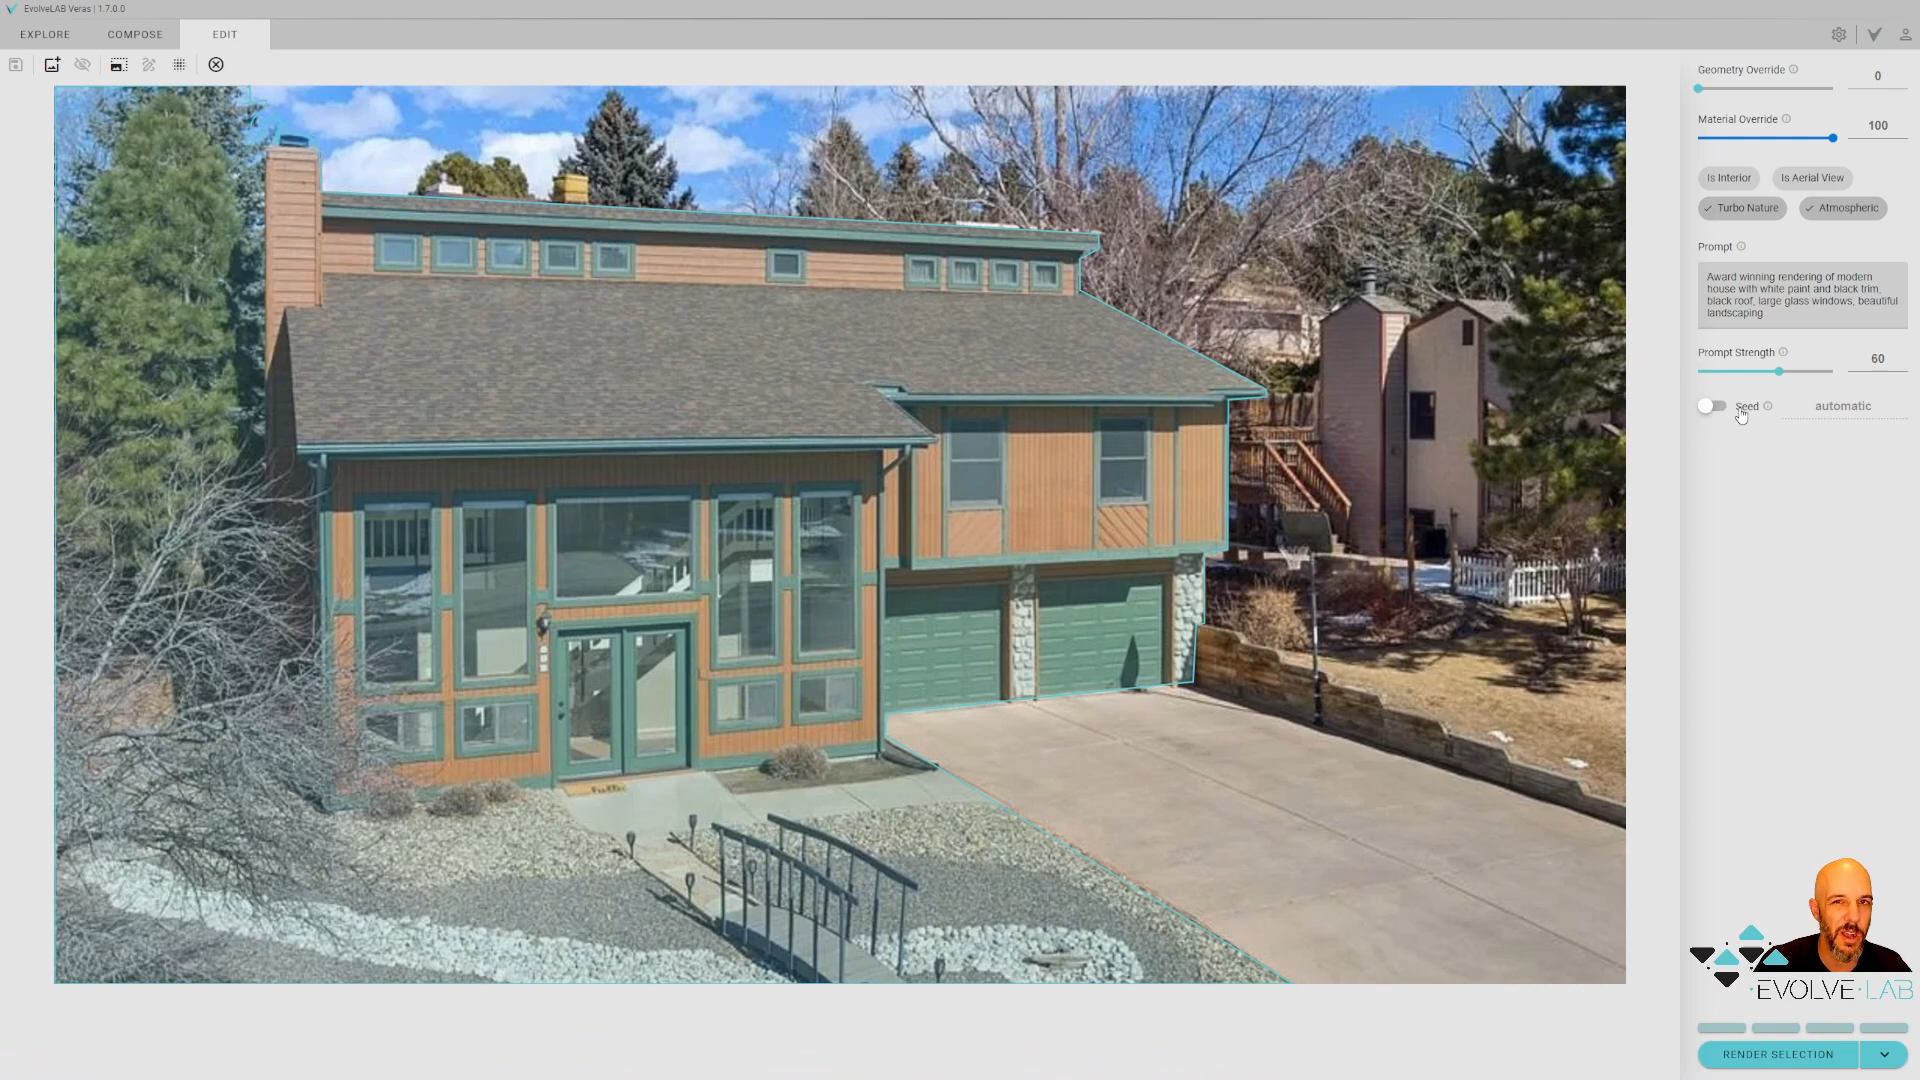 EvolveLAB Veras | 1.7.0.0
EXPLORE
COMPOSE
EDIT
Geometry Override
0
Material Override
100
Is Interior
Is Aerial View
Turbo Nature
Atmospheric
Prompt
Award winning rendering of modern
house with white paint and black trim,
black roof, large glass windows, beautiful
landscaping
Prompt Strength
60
Seed
automatic
hello
EVOLVE LAB
RENDER SELECTION